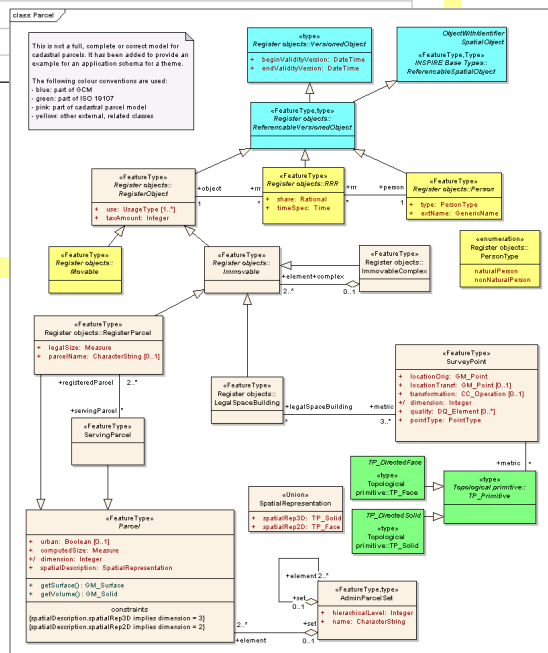 class Parcel
This is not a full, complete or correct model for
cadastral parcels. It has been added to provide an
example for an application schema for a theme.
The following colour conventions are used:
- blue: part of GCM
- green: part of ISO 19107
- pink: part of cadastral parcel model
- yellow: other external, related classes
«type»
Register objects::VersionedObject
+ beginValidityVersion: DateTime
+ endValidityVersion: DateTime
ObjectWithIdentifier
SpatialObject
«FeatureType,Type»
INSPIRE Base Types::
ReferencableSpatialObject
«FeatureType,type»
Register objects::
ReferencableVersionedObject
«FeatureType»
Register objects::
RegisterObject
+ use: UsageType [1..*]
+ taxAmount: Integer
+object
1
+rr
*
«FeatureType»
Register objects::RRR
+ share: Rational
+ timeSpec: Time
+rr
*
+person
1
«FeatureType»
Register objects::Person
+ type: PersonType
+ extName: GenericName
«enumeration»
Register objects::
PersonType
naturalPerson
nonNaturalPerson
«FeatureType»
Register objects::
Movable
«FeatureType»
Register objects::
Immovable
+element
2..*
+complex
0..1
«FeatureType»
Register objects::
ImmovableComplex
«FeatureType»
Register objects::RegisterParcel
+ legalSize: Measure
+ parcelName: CharacterString [0..1]
+registeredParcel
2..*
+servingParcel
*
«FeatureType»
ServingParcel
«FeatureType»
Register objects::
LegalSpaceBuilding
+legalSpaceBuilding
*
+metric
3..*
«FeatureType»
SurveyPoint
+ locationOrig: GM_Point
+ locationTransf: GM_Point [0..1]
+ transformation: CC_Operation [0..1]
+/ dimension: Integer
+ quality: DQ_Element [0..*]
+ pointType: PointType
*
+metric
TP_DirectedFace
«type»
Topological
primitive::TP_Face
«type»
Topological primitive::
TP_Primitive
TP_DirectedSolid
«type»
Topological
primitive::TP_Solid
«Union»
SpatialRepresentation
+ spatialRep3D: TP_Solid
+ spatialRep2D: TP_Face
«FeatureType»
Parcel
+ urban: Boolean [0..1]
+ computedSize: Measure
+/ dimension: Integer
+ spatialDescription: SpatialRepresentation
+ getSurface(): GM_Surface
+ getVolume(): GM_Solid
constraints
{spatialDescription.spatialRep3D implies dimension = 3}
{spatialDescription.spatialRep2D implies dimension = 2}
+element
2..*
+set
0..1
«FeatureType,type»
AdminParcelSet
+ hierachicalLevel: Integer
+ name: CharacterString
2..*
+element
+set
0..1